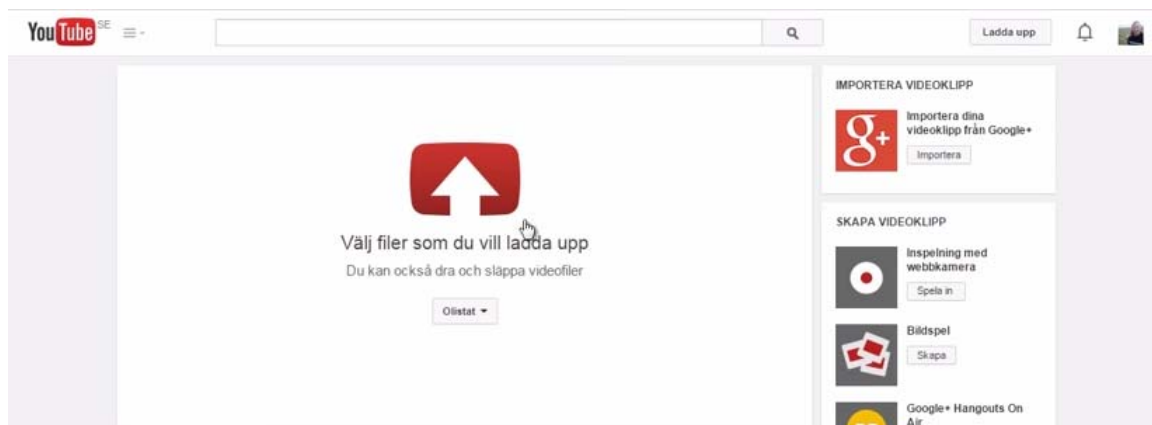 YouTube SE
Ladda upp
Välj filer som du vill ladda upp
Du kan också dra och släppa videofiler
Olistat
IMPORTERA VIDEOKLIPP
g+
Importera dina
videoklipp från Google+
Importera
SKAPA VIDEOKLIPP
Inspelning med
webbkamera
Spela in
Bildspel
Skapa
Google+ Hangouts On
Air